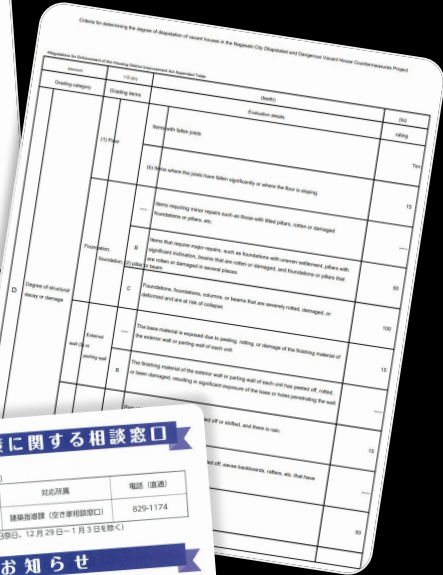 Criteria for determining the degree of dilapidation of vacant houses in the Nagasaki City Dilapidated and Dangerous Vacant House Countermeasures Project
(teeth)
(to)
Grading category
Grading items
Evaluation details
rating
(1) Floor
Items with fallen joists
Ten
(6) Items where the joists have fallen significantly or where the floor is sloping.
15
Foundation,
foundation, (2) pillar or beam
—
Items requiring minor repairs such as those with tilted pillars, rotten or damaged
foundations or pillars, etc.
—
B
Items that require major repairs, such as foundations with uneven settlement, pillars with
significant inclination, beams that are rotten or damaged, and foundations or pillars that
are rotten or damaged in several places
50
D
Degree of structural
decay or damage
C
Foundations, foundations, columns, or beams that are severely rotted, damaged, or
deformed and are at risk of collapse.
100
External
wall (3) or
parting wall
—
The base material is exposed due to peeling, rotting, or damage of the finishing material of
the exterior wall or parting wall of each unit.
15
B
The finishing material of the exterior wall or parting wall of each unit has peeled off, rotted,
or been damaged, resulting in significant exposure of the base or holes penetrating the wall
—
ed off or shifted, and there is rain
15
ed off, eaves backboards, rafters, etc. that have
—
50
に関する相談窓口
対応所属
電話（直通）
建築指導課（空き家相談窓口）
829-1174
日祭日、12月29日―1月3日を除く）
お知らせ